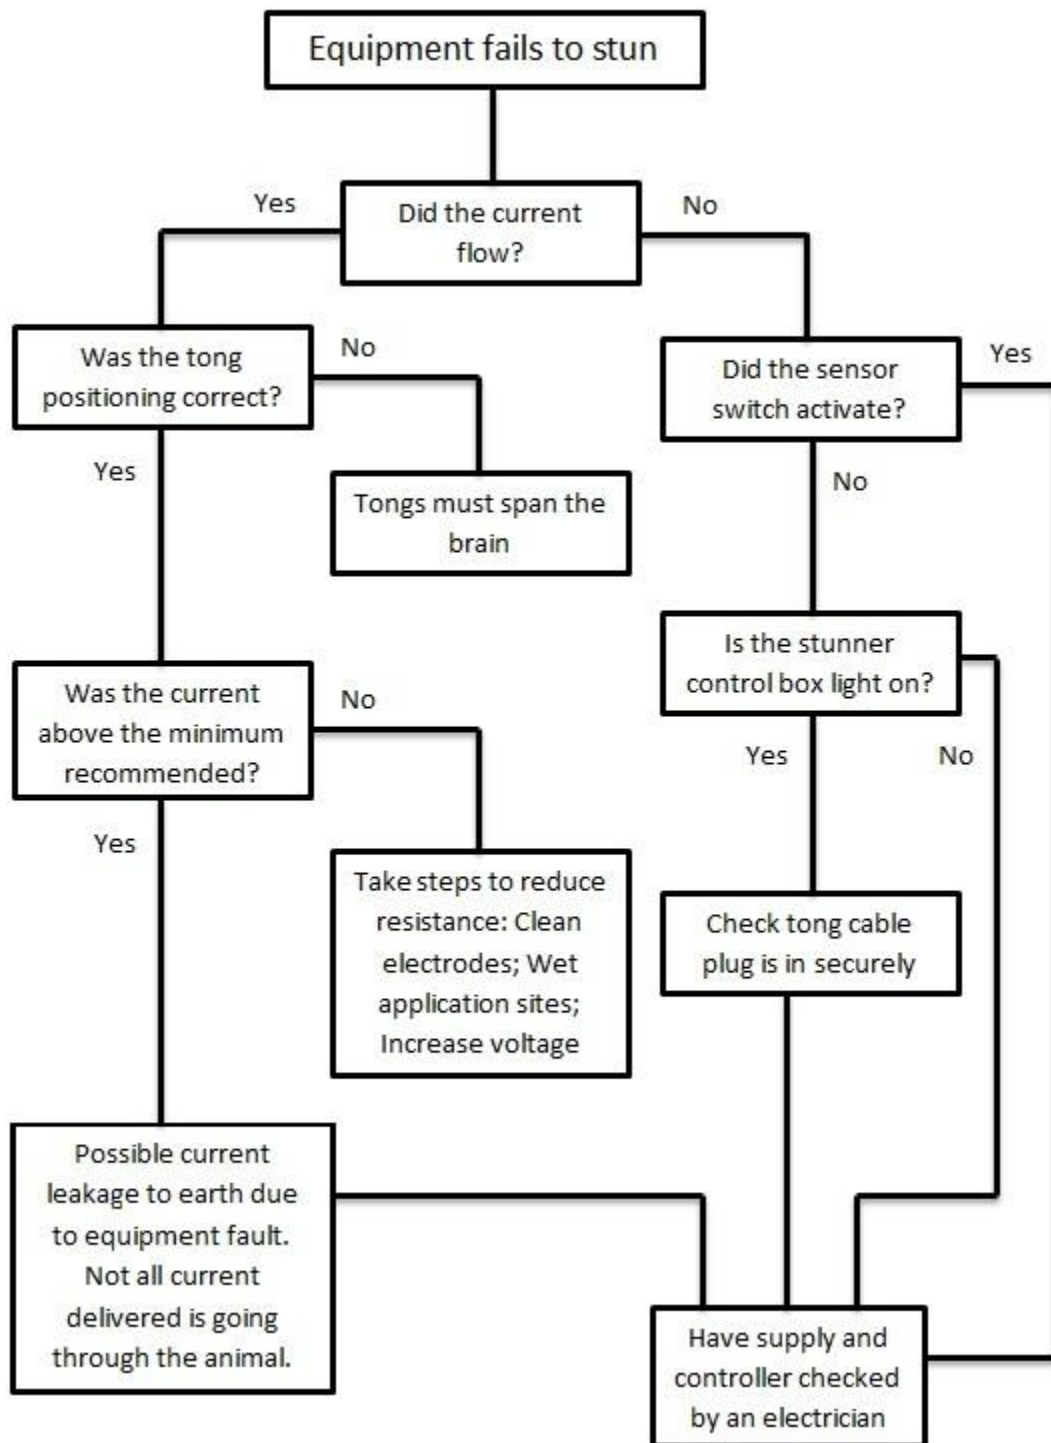 Equipment fails to stun
Yes
Did the current
flow?
No
Was the tong
positioning correct?
No
Did the sensor
switch activate?
Yes
Yes
Tongs must span the
brain
No
Was the current
above the minimum
recommended?
No
Is the stunner
control box light on?
Yes
No
Yes
Take steps to reduce
resistance: Clean
electrodes; Wet
application sites;
Increase voltage
Check tong cable
plug is in securely
Possible current
leakage to earth due
to equipment fault.
Not all current
delivered is going
through the animal.
Have supply and
controller checked
by an electrician